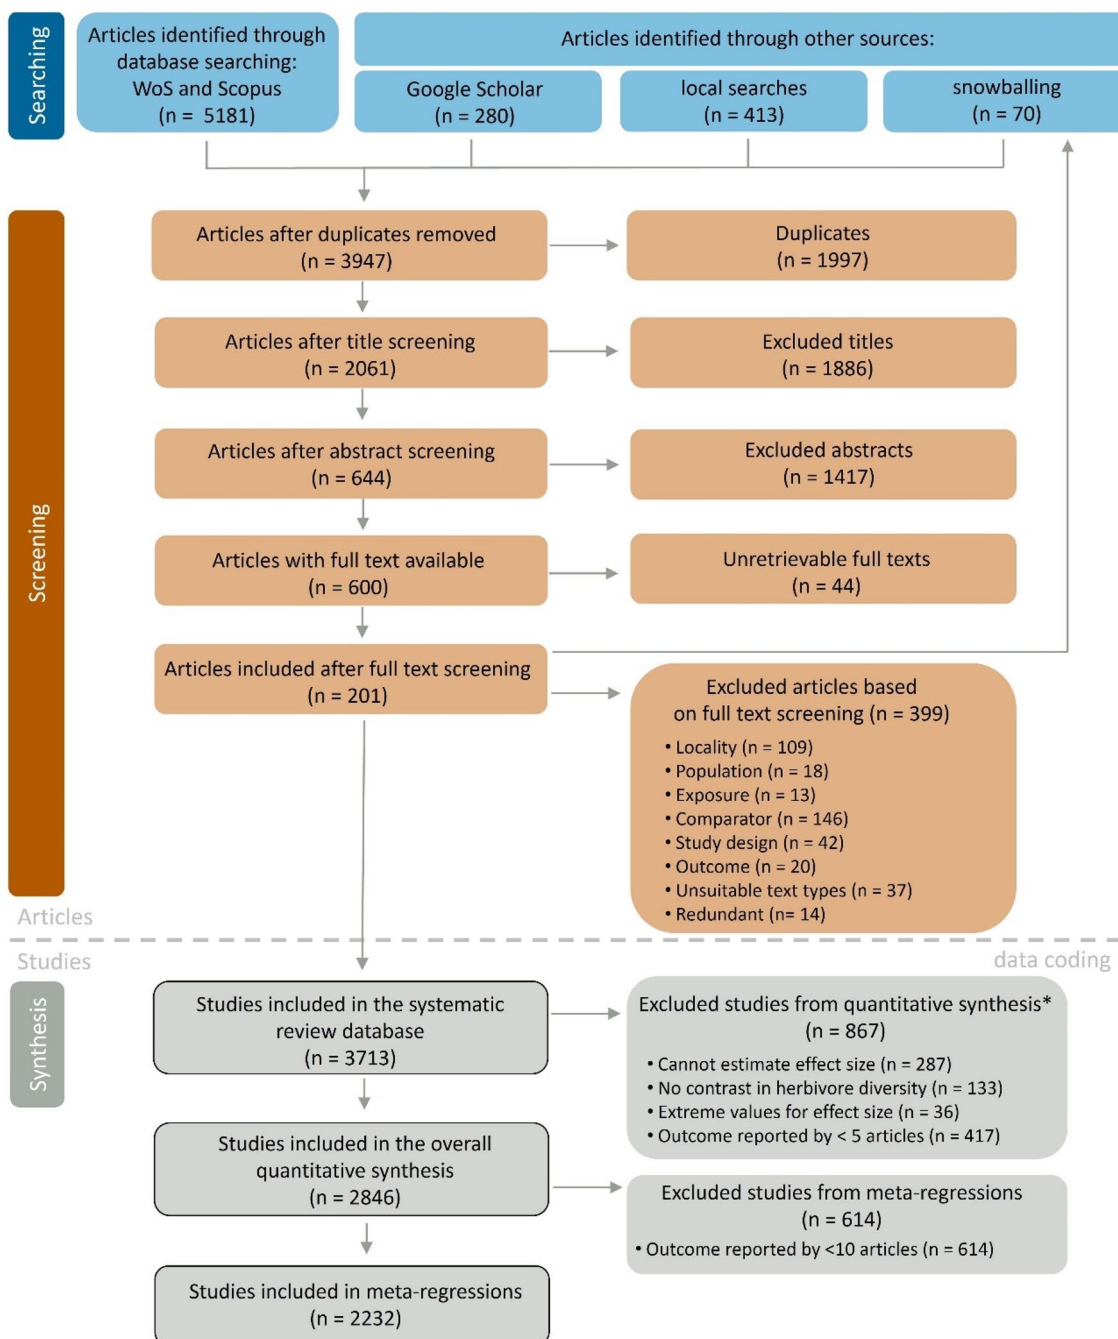 Searching
Articles identified through
database searching:
WoS and Scopus
(n =  5181)
Articles identified through other sources:
Google Scholar
(n = 280)
local searches
(n = 413)
snowballing
(n = 70)
Screening
Articles after duplicates removed
(n = 3947)
Duplicates
(n = 1997)
Articles after title screening
(n = 2061)
Excluded titles
(n = 1886)
Articles after abstract screening
(n = 644)
Excluded abstracts
(n = 1417)
Articles with full text available
(n = 600)
Unretrievable full texts
(n = 44)
Articles included after full text screening
(n = 201)
Excluded articles based
on full text screening (n = 399)
• Locality (n = 109)
• Population (n = 18)
• Exposure (n = 13)
• Comparator (n = 146)
• Study design (n = 42)
• Outcome (n = 20)
• Unsuitable text types (n = 37)
• Redundant (n= 14)
Articles
Studies
data coding
Synthesis
Studies included in the systematic
review database
(n = 3713)
Excluded studies from quantitative synthesis*
(n = 867)
• Cannot estimate effect size (n = 287)
• No contrast in herbivore diversity (n = 133)
• Extreme values for effect size (n = 36)
• Outcome reported by < 5 articles (n = 417)
Studies included in the overall
quantitative synthesis
(n = 2846)
Excluded studies from meta-regressions
(n = 614)
• Outcome reported by <10 articles (n = 614)
Studies included in meta-regressions
(n = 2232)